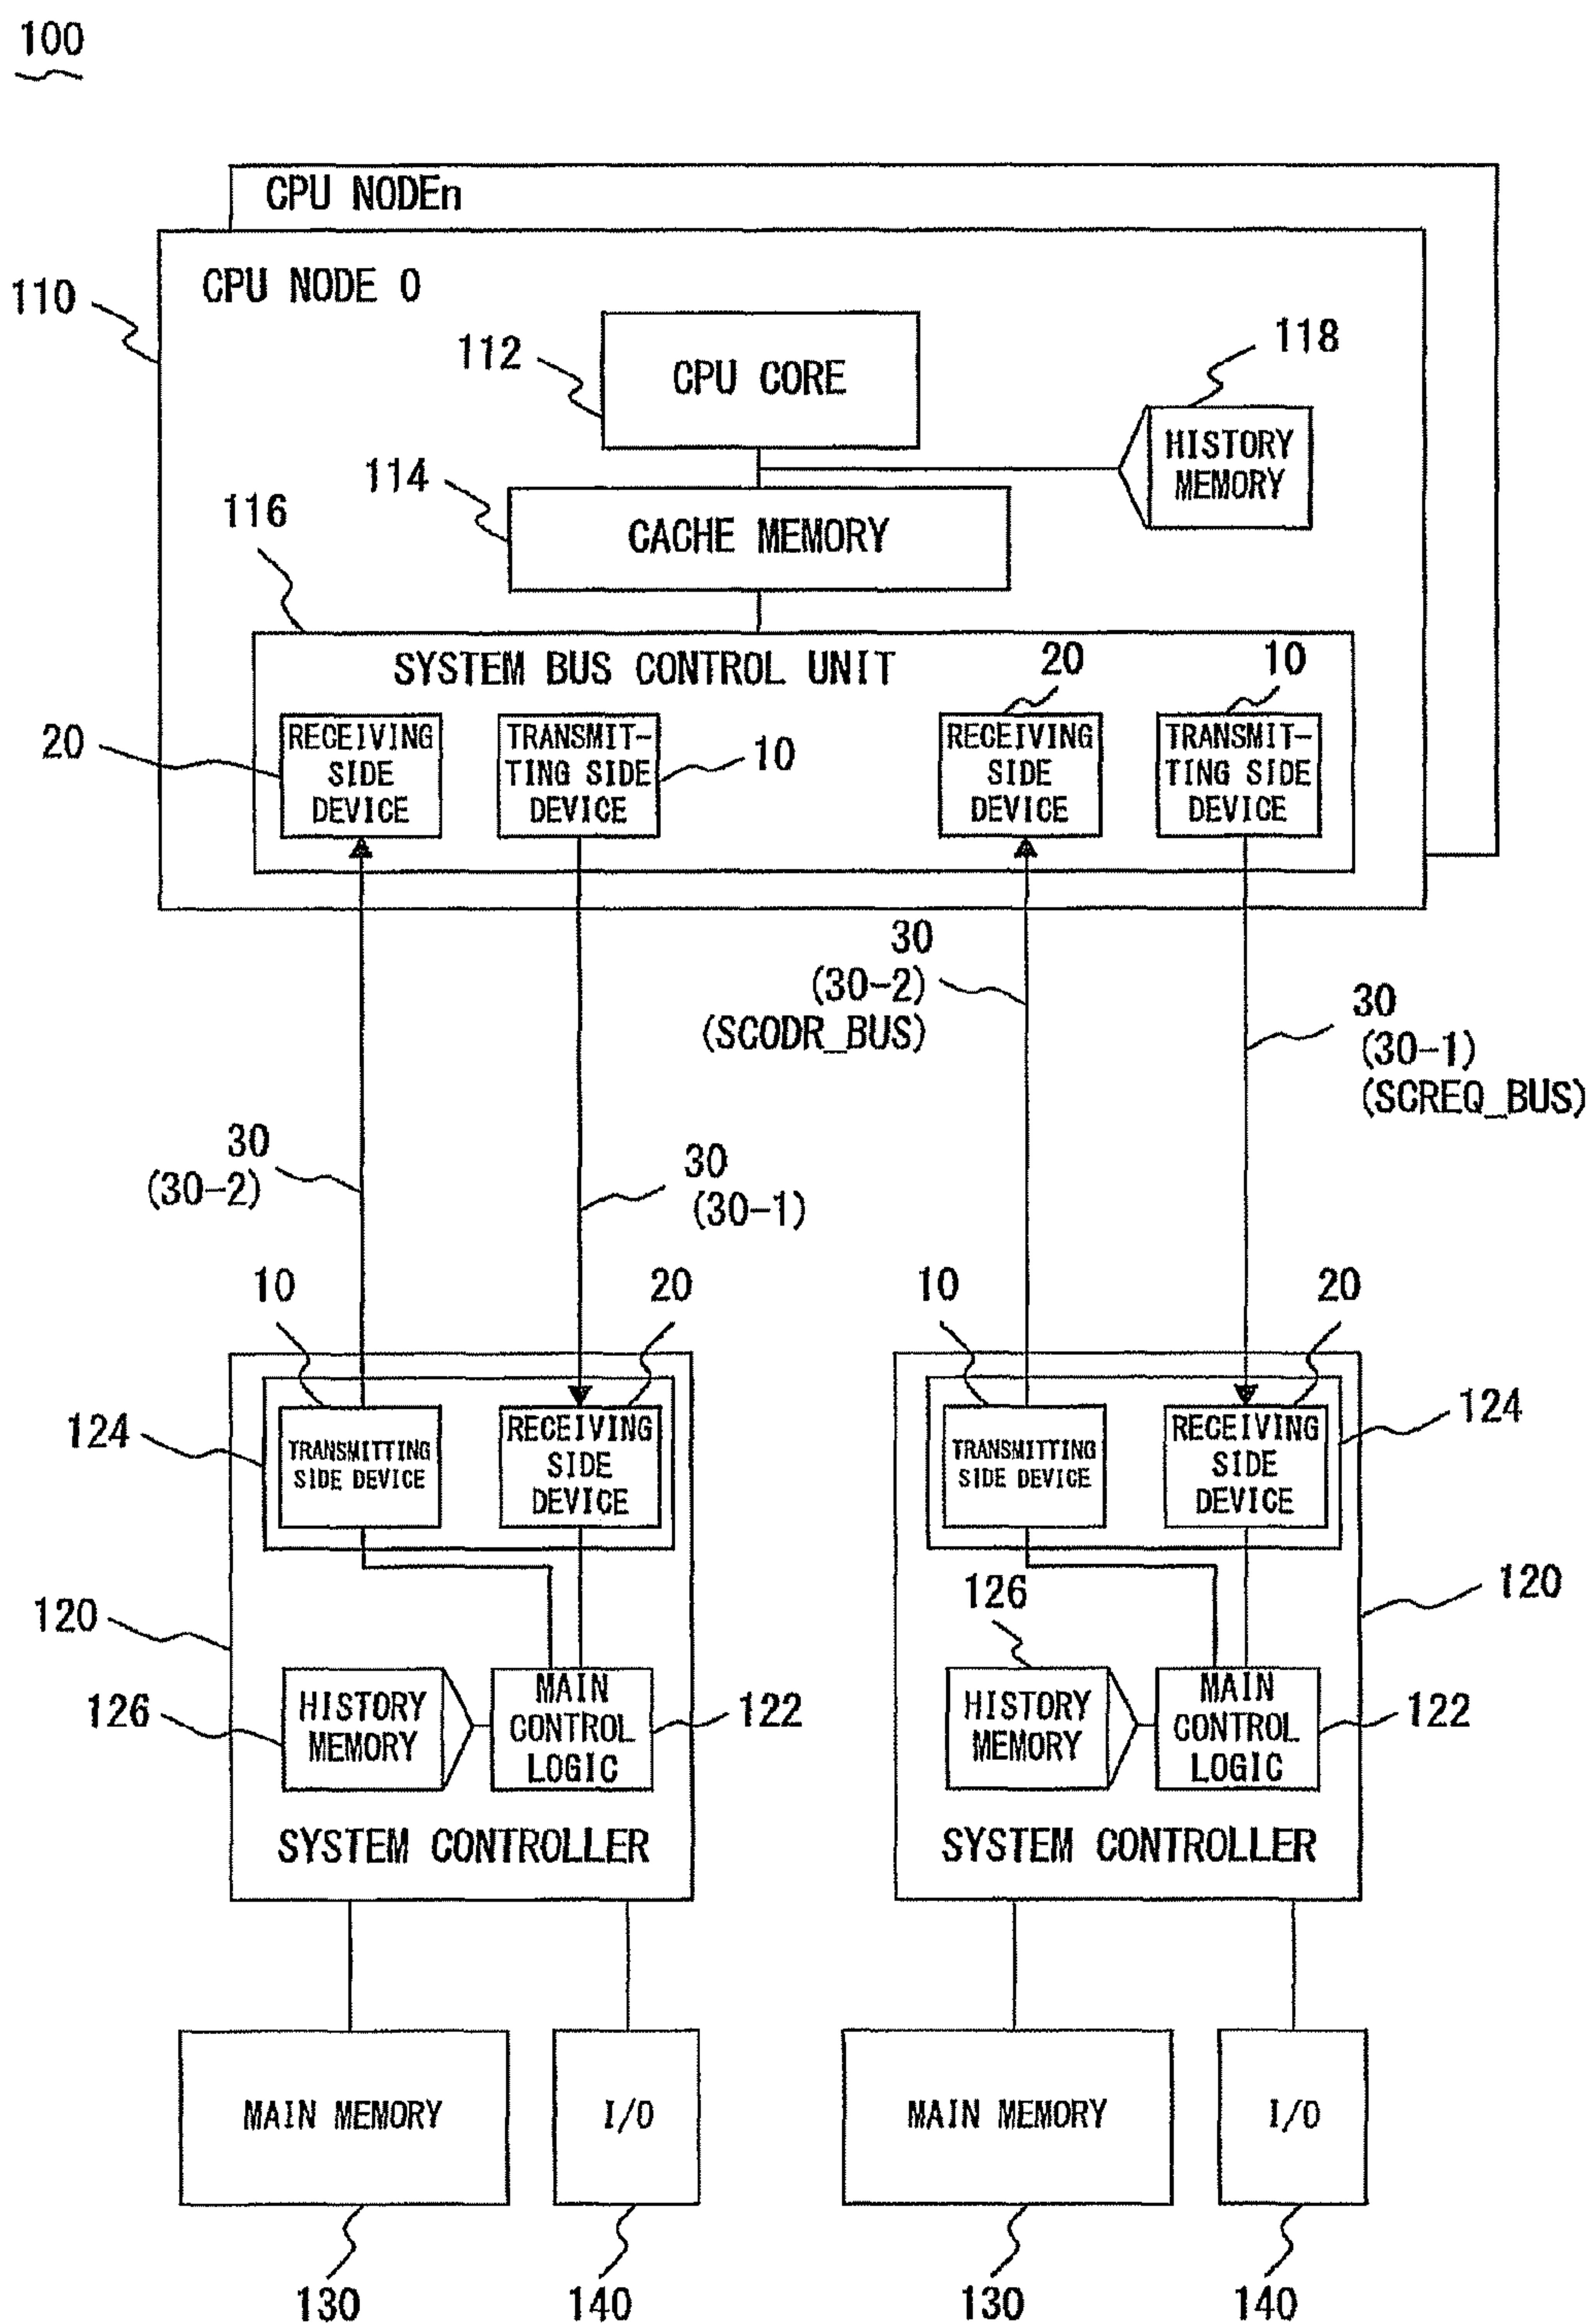 100
CPU NODEn
CPU NODE 0
110
112
CPU CORE
118
HISTORY
MEMORY
114
CACHE MEMORY
116
SYSTEM BUS CONTROL UNIT
20
10
20
RECEIVING
SIDE
DEVICE
TRANSMIT-
TING SIDE
DEVICE
10
RECEIVING
SIDE
DEVICE
TRANSMIT-
TING SIDE
DEVICE
30
(30-2)
(SCODR_BUS)
30
(30-1)
(SCREQ_BUS)
30
(30-2)
30
(30-1)
10
20
10
20
124
TRANSMITTING
SIDE DEVICE
RECEIVING
SIDE
DEVICE
TRANSMITTING
SIDE DEVICE
RECEIVING
SIDE
DEVICE
124
120
126
HISTORY
MEMORY
MAIN
CONTROL
LOGIC
122
SYSTEM CONTROLLER
126
120
HISTORY
MEMORY
MAIN
CONTROL
LOGIC
122
SYSTEM CONTROLLER
MAIN MEMORY
I/O
MAIN MEMORY
I/O
130
140
130
140